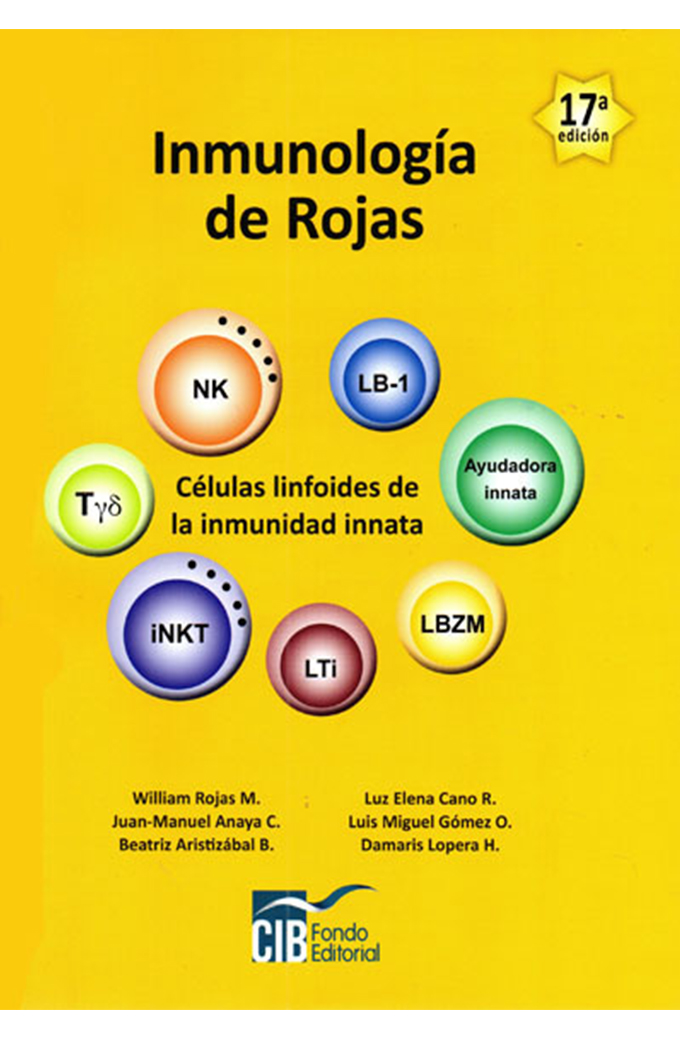 17ª
edición
Inmunología
de Rojas
NK
LB-1
Ayudadora
innata
Tγδ
Células linfoides de
la inmunidad innata
iNKT
LTi
LBZM
William Rojas M.
Juan-Manuel Anaya C.
Beatriz Aristizábal B.
Luz Elena Cano R.
Luis Miguel Gómez O.
Damaris Lopera H.
CIB
Fondo
Editorial